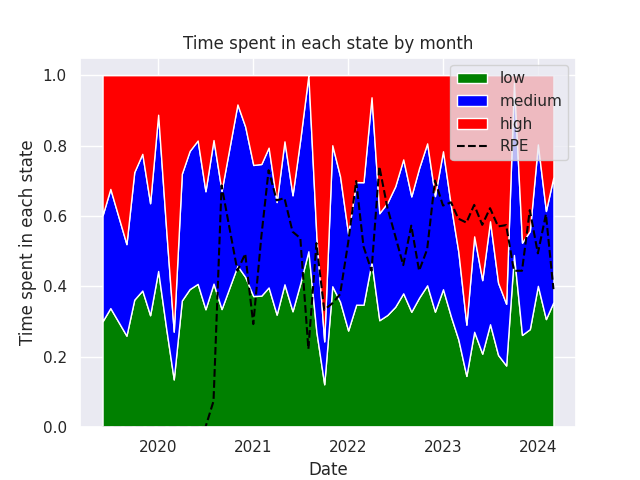 Time spent in each state by month
1.0
0.8
0.6
0.4
0.2
0.0
Time spent in each state
low
medium
high
RPE
2020
2021
2022
2023
2024
Date